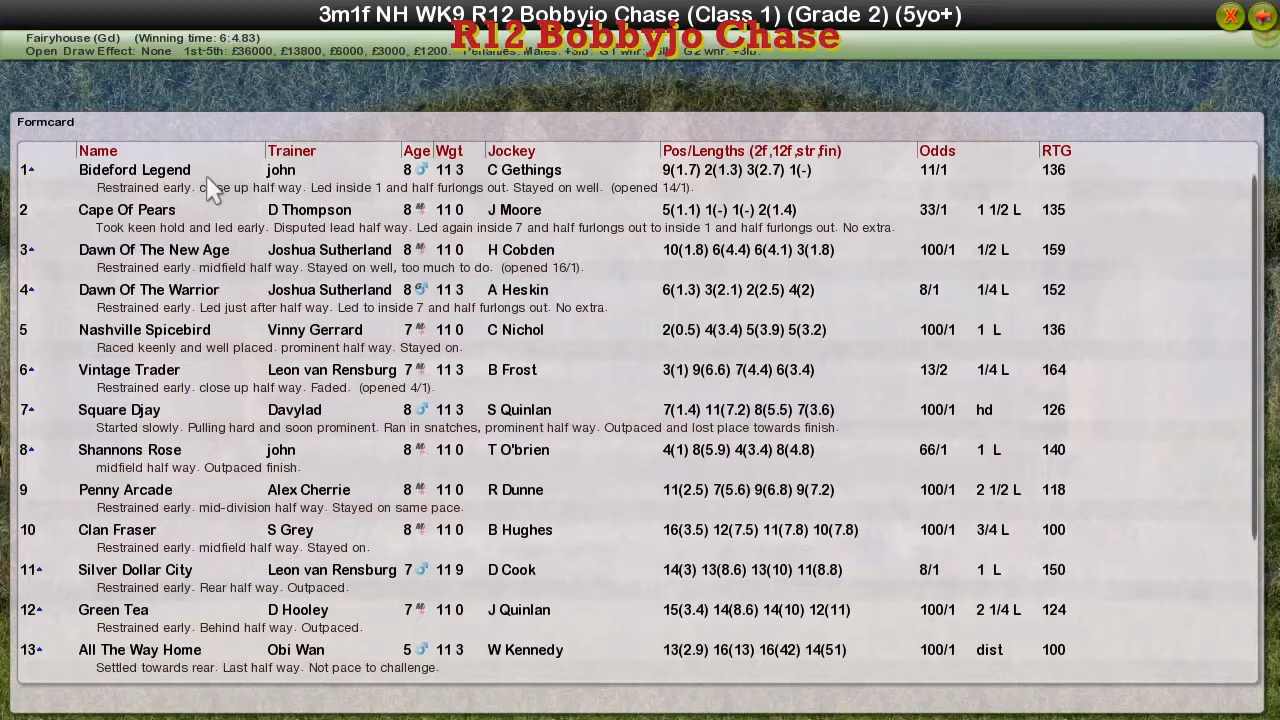 3m1f NH WK9 R12 Bobbyjo Chase (Class 1) (Grade 2) (5yo+)
R12 Bobbyjo Chase
Fairyhouse (Gd) (Winning time: 6:4.83)
Open Draw Effect: None 1st-5th: £36000, £13800, £6000, £3000, £1200. Penalties: Males: +3lb. G1 wnr: G2 wnr: +3lb.
Formcard
Name Trainer Age Wgt Jockey Pos/Lengths (2f,12f,str,fin) Odds RTG
1 Bideford Legend john 8 11 3 C Gethings 9(1.7) 2(1.3) 3(2.7) 1(-) 11/1 136
Restrained early. close up half way. Led inside 1 and half furlongs out. Stayed on well. (opened 14/1).
2 Cape Of Pears D Thompson 8 11 0 J Moore 5(1.1) 1(-) 1(-) 2(1.4) 33/1 1 1/2 L 135
Took keen hold and led early. Disputed lead half way. Led again inside 7 and half furlongs out to inside 1 and half furlongs out. No extra.
3 Dawn Of The New Age Joshua Sutherland 8 11 0 H Cobden 10(1.8) 6(4.4) 6(4.1) 3(1.8) 100/1 1/2 L 159
Restrained early. midfield half way. Stayed on well, too much to do. (opened 16/1).
4 Dawn Of The Warrior Joshua Sutherland 8 11 3 A Heskin 6(1.3) 3(2.1) 2(2.5) 4(2) 8/1 1/4 L 152
Restrained early. Led just after half way. Led to inside 7 and half furlongs out. No extra.
5 Nashville Spicebird Vinny Gerrard 7 11 0 C Nichol 2(0.5) 4(3.4) 5(3.9) 5(3.2) 100/1 1 L 136
Raced keenly and well placed. prominent half way. Stayed on.
6 Vintage Trader Leon van Rensburg 7 11 3 B Frost 3(1) 9(6.6) 7(4.4) 6(3.4) 13/2 1/4 L 164
Restrained early. close up half way. Faded. (opened 4/1).
7 Square Djay Davylad 8 11 3 S Quinlan 7(1.4) 11(7.2) 8(5.5) 7(3.6) 100/1 hd 126
Started slowly. Pulling hard and soon prominent. Ran in snatches, prominent half way. Outpaced and lost place towards finish.
8 Shannons Rose john 8 11 0 T O'brien 4(1) 8(5.9) 4(3.4) 8(4.8) 66/1 1 L 140
midfield half way. Outpaced finish.
9 Penny Arcade Alex Cherrie 8 11 0 R Dunne 11(2.5) 7(5.6) 9(6.8) 9(7.2) 100/1 2 1/2 L 118
Restrained early. mid-division half way. Stayed on same pace.
10 Clan Fraser S Grey 8 11 0 B Hughes 16(3.5) 12(7.5) 11(7.8) 10(7.8) 100/1 3/4 L 100
Restrained early. midfield half way. Stayed on.
11 Silver Dollar City Leon van Rensburg 7 11 9 D Cook 14(3) 13(8.6) 13(10) 11(8.8) 8/1 1 L 150
Restrained early. Rear half way. Outpaced.
12 Green Tea D Hooley 7 11 0 J Quinlan 15(3.4) 14(8.6) 14(10) 12(11) 100/1 2 1/4 L 124
Restrained early. Behind half way. Outpaced.
13 All The Way Home Obi Wan 5 11 3 W Kennedy 13(2.9) 16(13) 16(42) 14(51) 100/1 dist 100
Settled towards rear. Last half way. Not pace to challenge.